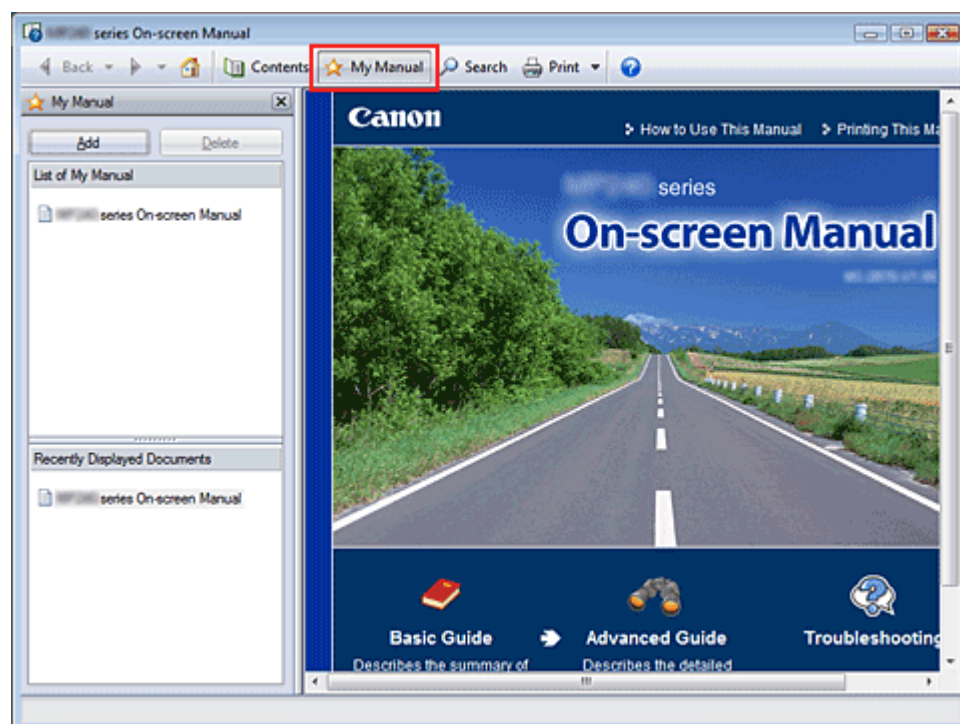 series On-screen Manual
Back
Contents
My Manual
Search
Print
My Manual
Add
Delete
List of My Manual
series On-screen Manual
Recently Displayed Documents
series On-screen Manual
Canon
How to Use This Manual
Printing This Ma
series
On-screen Manual
Basic Guide
Advanced Guide
Troubleshooting
Describes the summary of
Describes the detailed